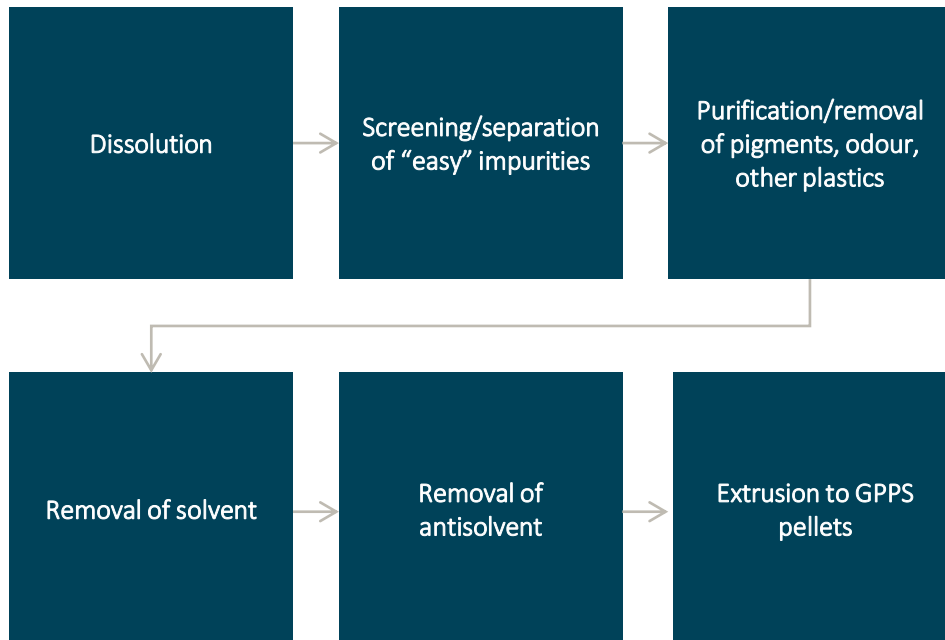 Dissolution
Screening/separation
of “easy” impurities
Purification/removal
of pigments, odour,
other plastics
Removal of solvent
Removal of
antisolvent
Extrusion to GPPS
pellets